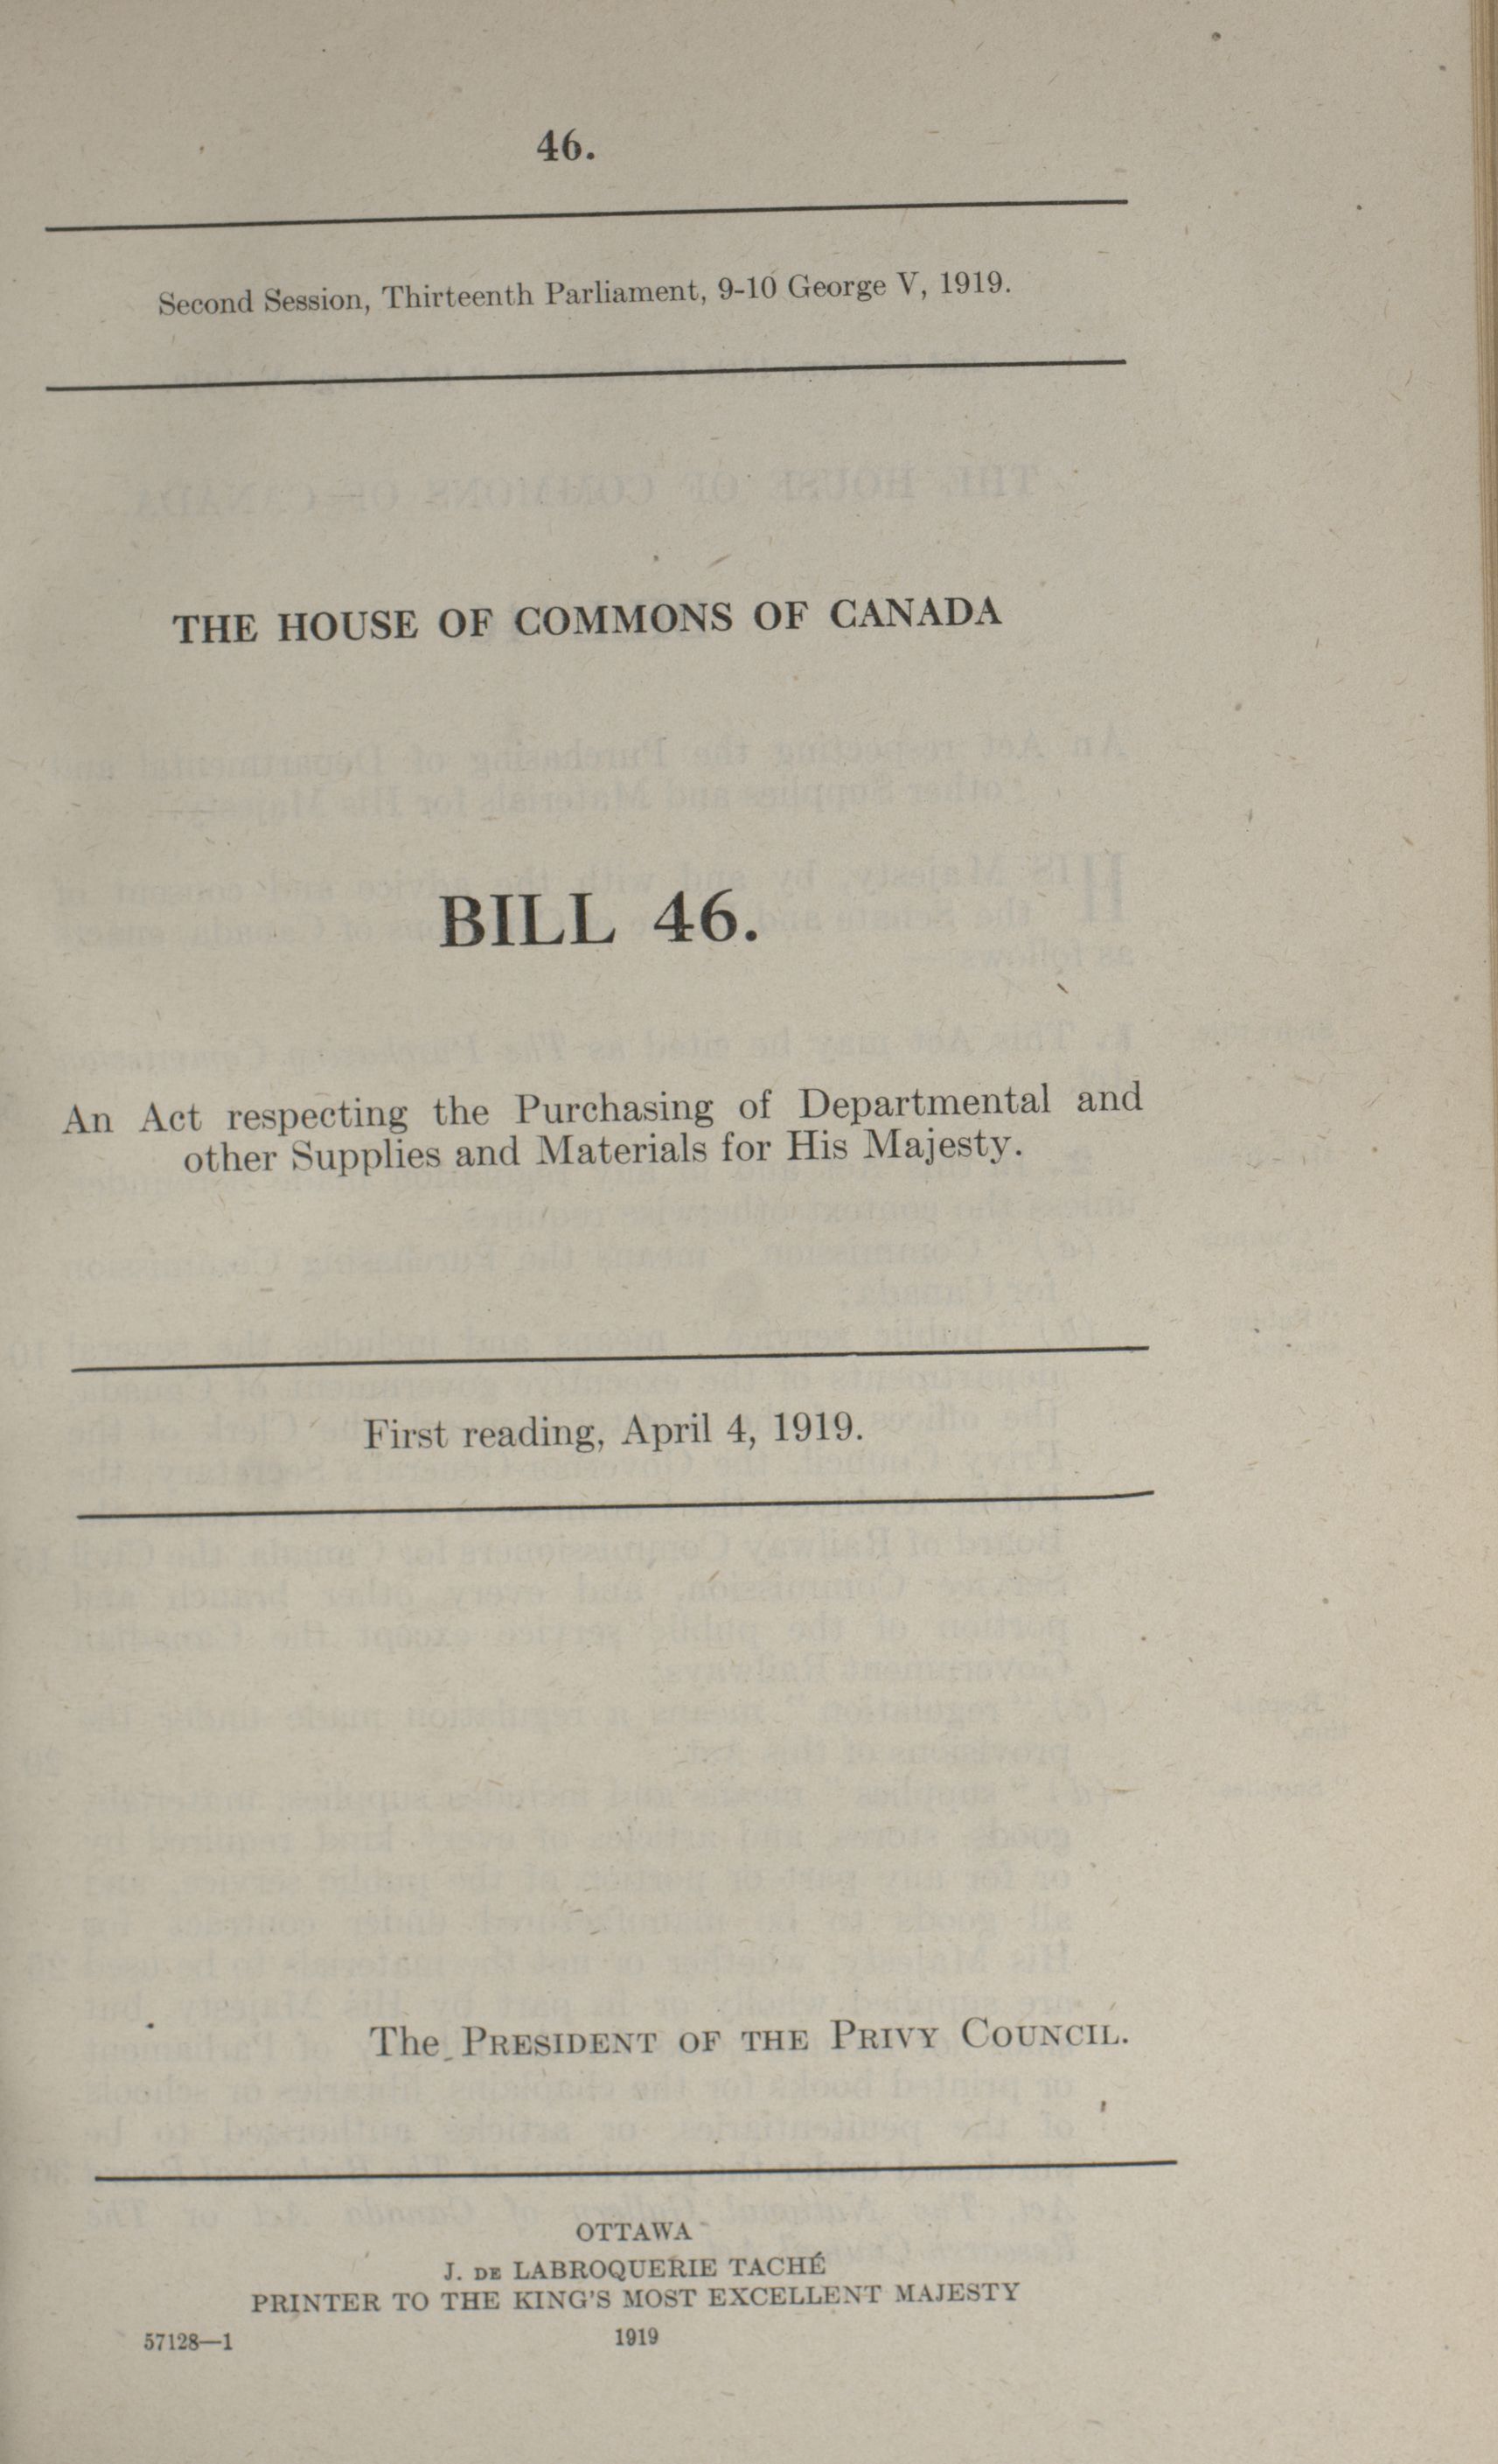 46.
Second Session, Thirteenth Parliament, 9-10 George V, 1919.
THE HOUSE OF COMMONS OF CANADA
BILL 46.
An Act respecting the Purchasing of Departmental and
other Supplies and Materials for His Majesty.
First reading, April 4, 1919.
The PRESIDENT OF THE PRIVY COUNCIL.
OTTAWA
J. DE LABROQUERIE TACHÉ
PRINTER TO THE KING'S MOST EXCELLENT MAJESTY
57128—1 1919